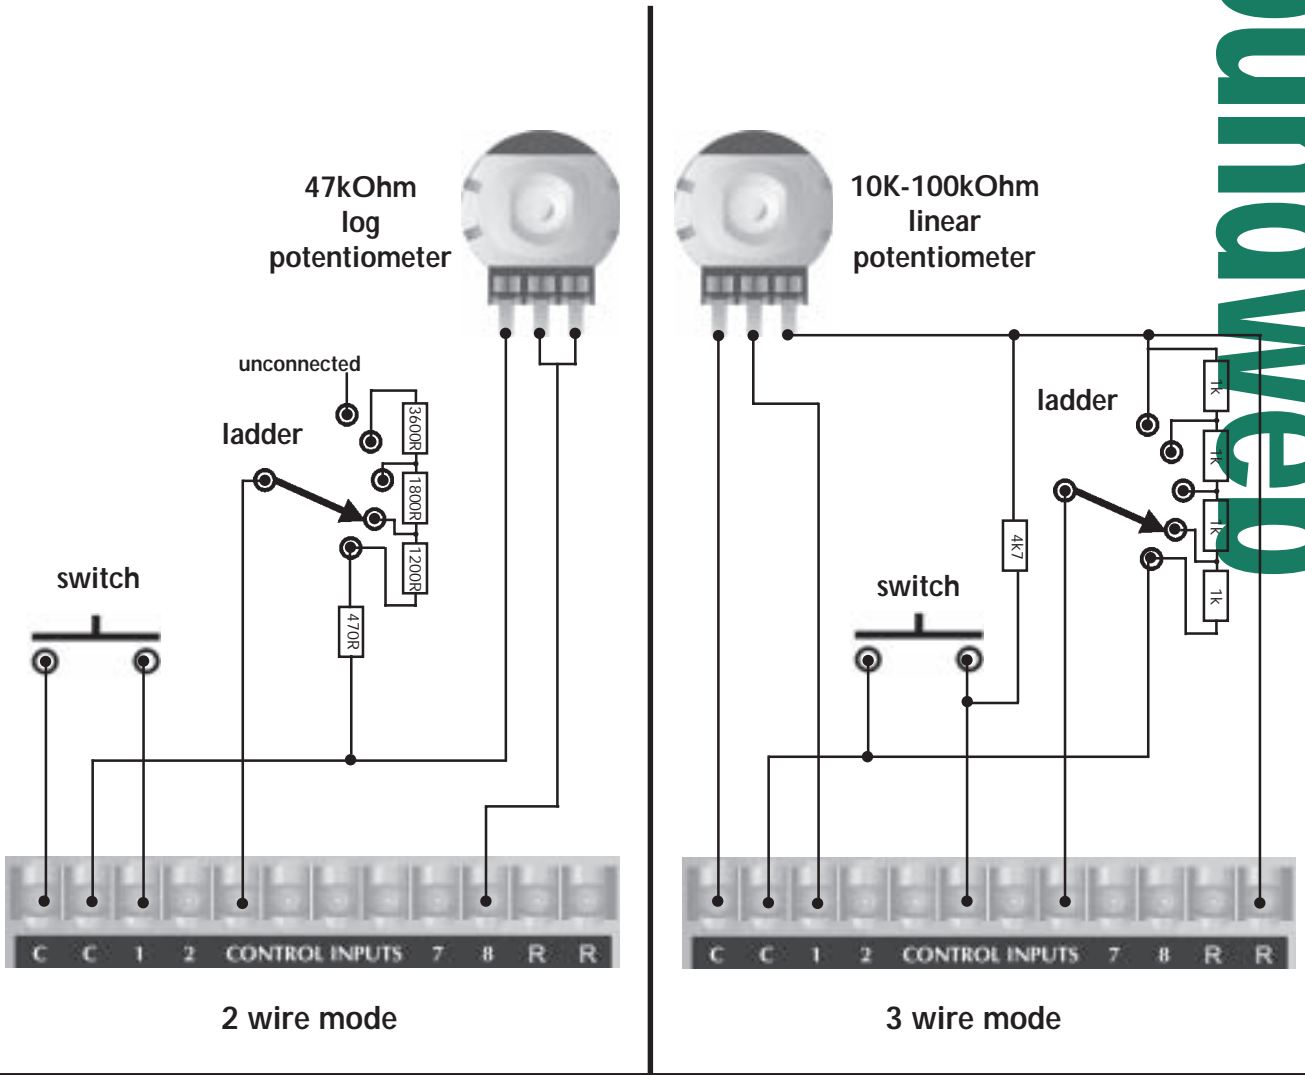 47kOhm
log
potentiometer
unconnected
ladder
3600R
1800R
1200R
470R
switch
C C 1 2 CONTROL INPUTS 7 8 R R
2 wire mode
10K-100kOhm
linear
potentiometer
ladder
1k
1k
1k
1k
4k7
switch
C C 1 2 CONTROL INPUTS 7 8 R R
3 wire mode